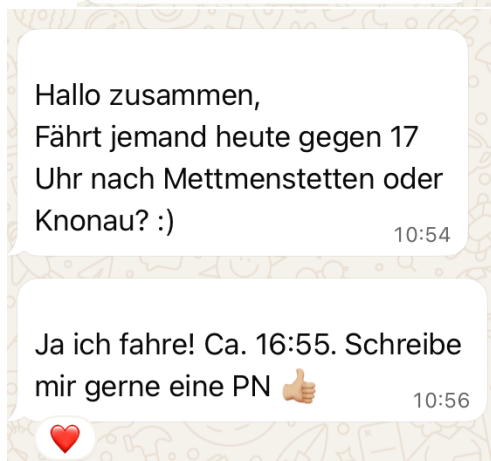 Hallo zusammen,
Fährt jemand heute gegen 17
Uhr nach Mettmenstetten oder
Knonau? :)
10:54
Ja ich fahre! Ca. 16:55. Schreibe
mir gerne eine PN 👍🏼
10:56
❤️